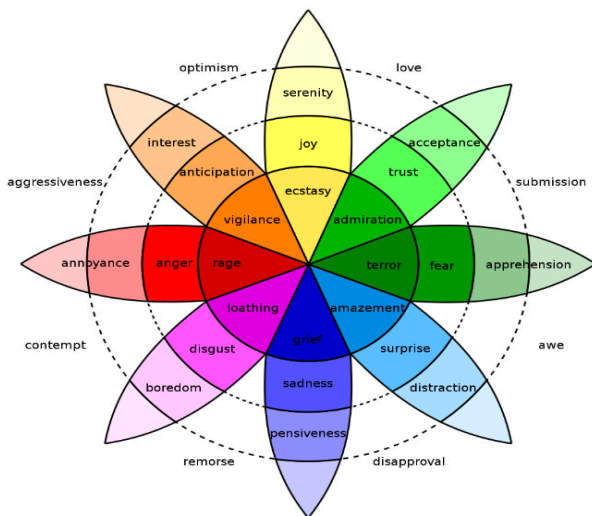 optimism
love
serenity
interest
joy
acceptance
anticipation
trust
aggressiveness
ecstasy
submission
vigilance
admiration
annoyance
anger
rage
terror
fear
apprehension
loathing
amazement
contempt
grief
awe
disgust
surprise
boredom
sadness
distraction
pensiveness
remorse
disapproval